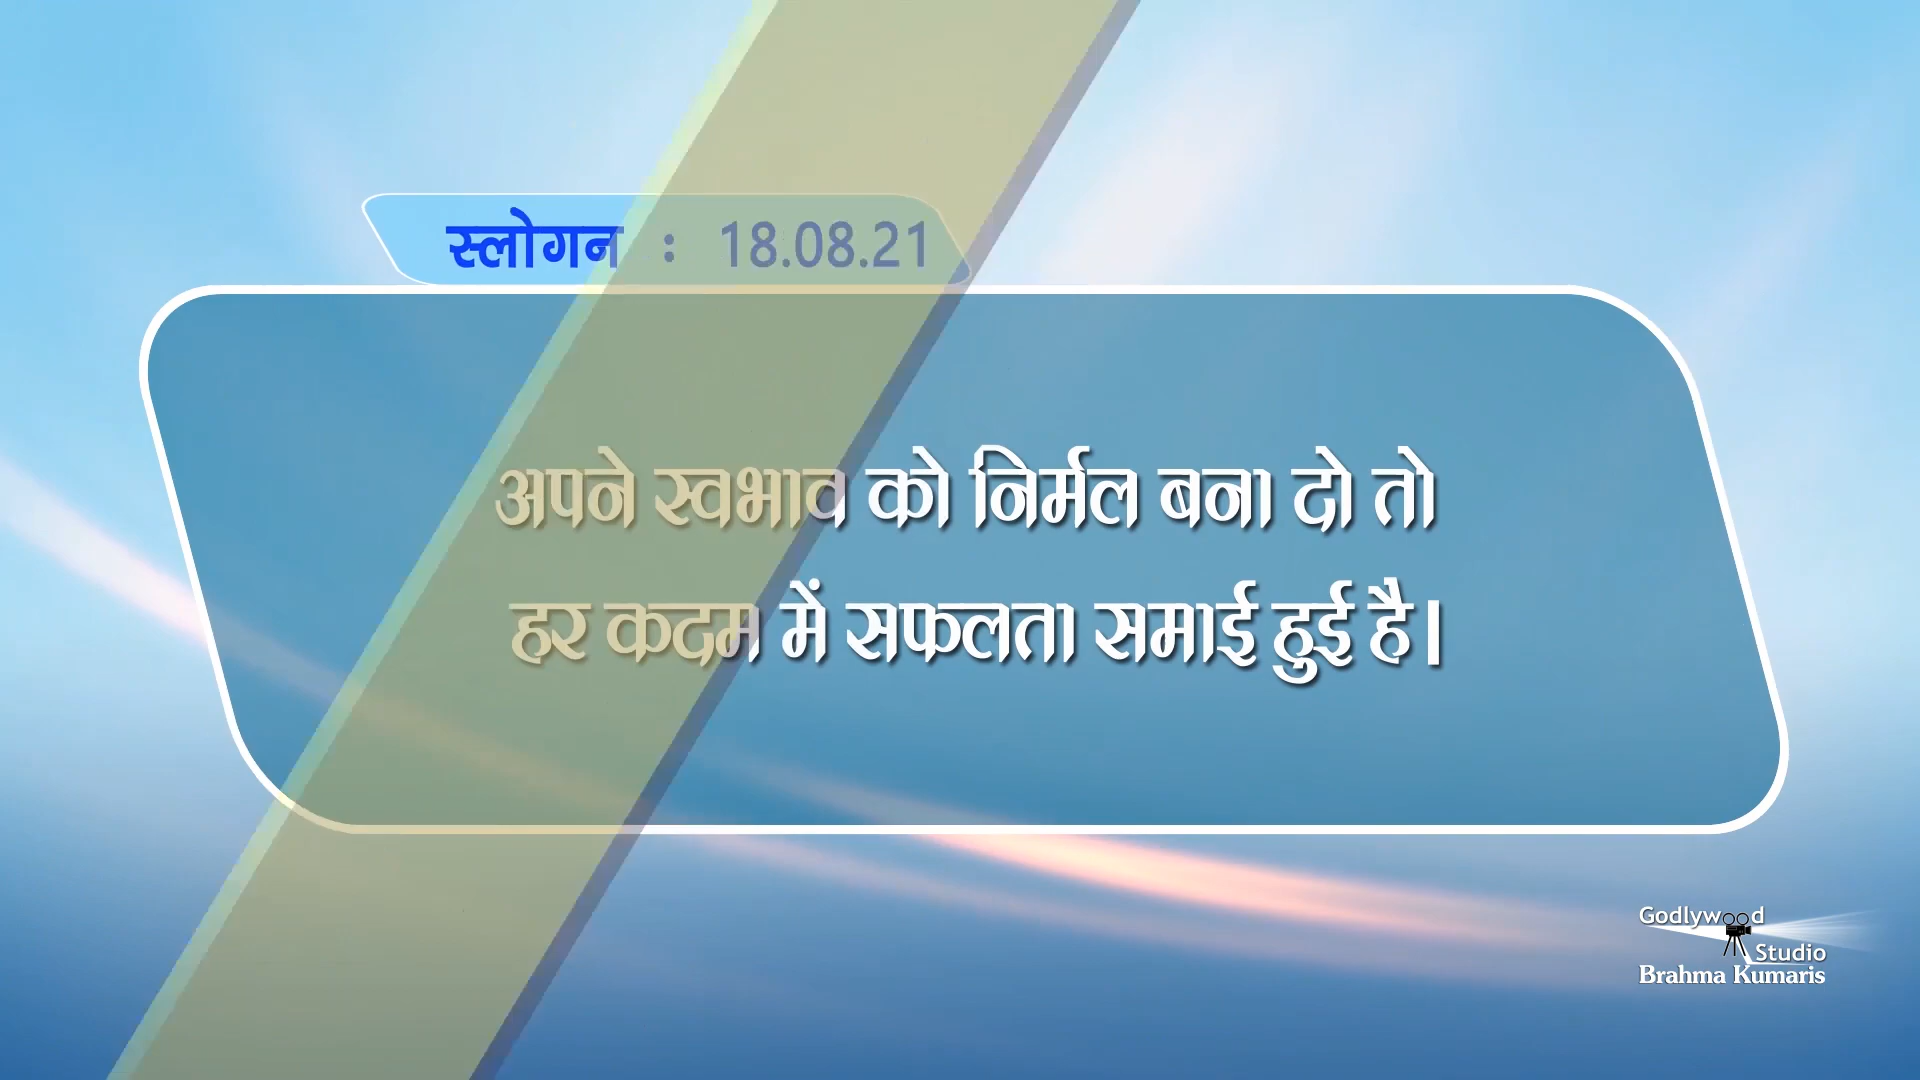 स्लोगन : 18.08.21
अपने स्वभाव को निर्मल बना दो तो
हर कदम में सफलता समाई हुई है।
Godlywood
Studio
Brahma Kumaris